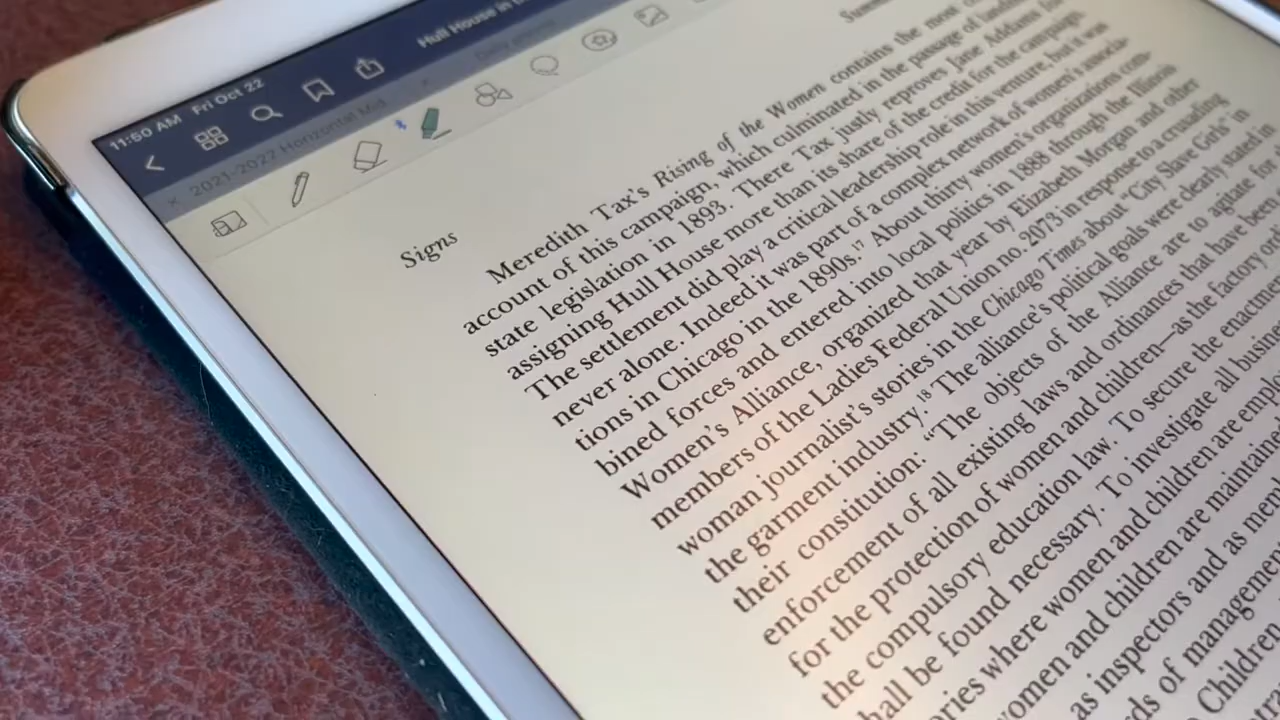 11:50 AM Fri Oct 22
Hull House in
2021-2022 Horizontal Mid
Signs
Meredith Tax's Rising of the Women contains the most
account of this campaign, which culminated in the passage of
state legislation in 1893. There Tax justly reproves Jane Addams for
assigning Hull House more than its share of the credit for the campaign.
The settlement did play a critical leadership role in this venture, but it was
never alone. Indeed it was part of a complex network of women's associa-
tions in Chicago in the 1890s.17 About thirty women's organizations com-
bined forces and entered into local politics in 1888 through the Illinois
Women's Alliance, organized that year by Elizabeth Morgan and other
members of the Ladies Federal Union no. 2073 in response to a crusading
woman journalist's stories in the Chicago Times about "City Slave Girls" in
the garment industry.18 The alliance's political goals were clearly stated in
their constitution: "The objects of the Alliance are to agitate for
enforcement of all existing laws and ordinances that have been
for the protection of women and children—as the factory
the compulsory education law. To secure the
hall be found necessary. To investigate all
ories where women and children are
women and children are
as inspectors and as
ds of management
Children